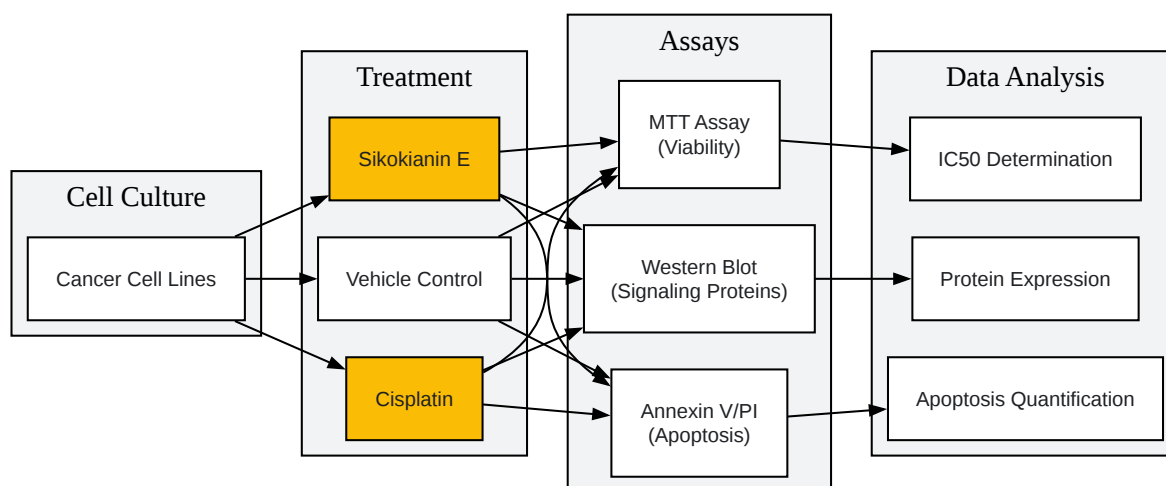 Cell Culture
Cancer Cell Lines
Treatment
Sikokianin E
Vehicle Control
Cisplatin
Assays
MTT Assay
(Viability)
Western Blot
(Signaling Proteins)
Annexin V/PI
(Apoptosis)
Data Analysis
IC50 Determination
Protein Expression
Apoptosis Quantification